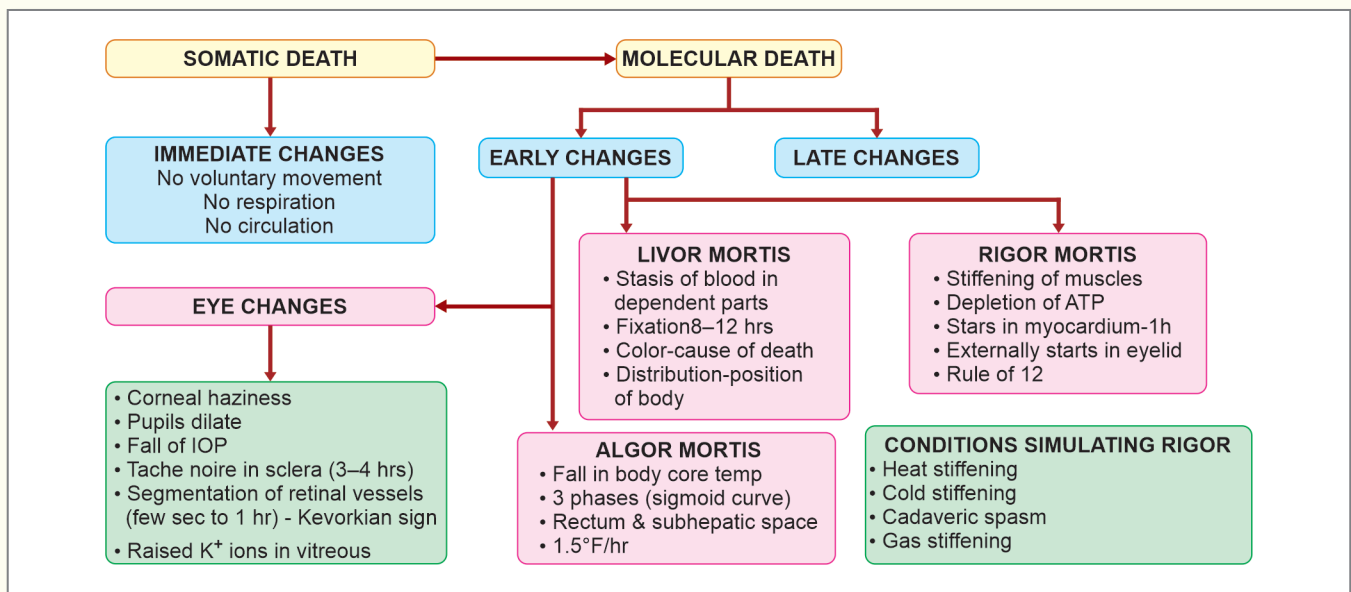 SOMATIC DEATH
MOLECULAR DEATH
IMMEDIATE CHANGES
No voluntary movement
No respiration
No circulation
EARLY CHANGES
LATE CHANGES
LIVOR MORTIS
• Stasis of blood in
dependent parts
• Fixation8–12 hrs
• Color-cause of death
• Distribution-position
of body
RIGOR MORTIS
• Stiffening of muscles
• Depletion of ATP
• Stars in myocardium-1h
• Externally starts in eyelid
• Rule of 12
EYE CHANGES
• Corneal haziness
• Pupils dilate
• Fall of IOP
• Tache noire in sclera (3–4 hrs)
• Segmentation of retinal vessels
(few sec to 1 hr) - Kevorkian sign
• Raised K⁺ ions in vitreous
ALGOR MORTIS
• Fall in body core temp
• 3 phases (sigmoid curve)
• Rectum & subhepatic space
• 1.5°F/hr
CONDITIONS SIMULATING RIGOR
• Heat stiffening
• Cold stiffening
• Cadaveric spasm
• Gas stiffening